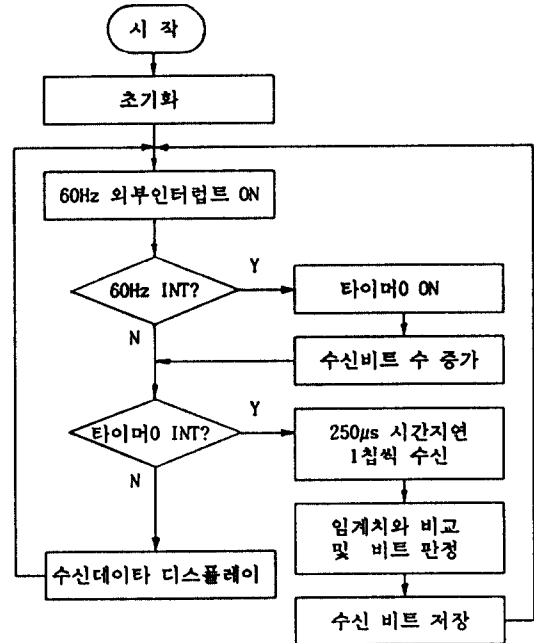 시 작
초기화
60Hz 외부인터럽트 ON
60Hz INT?
Y
N
타이머0 ON
수신비트 수 증가
타이머0 INT?
Y
N
250μs 시간지연
1칩씩 수신
임계치와 비교
및 비트 판정
수신데이타 디스플레이
수신 비트 저장